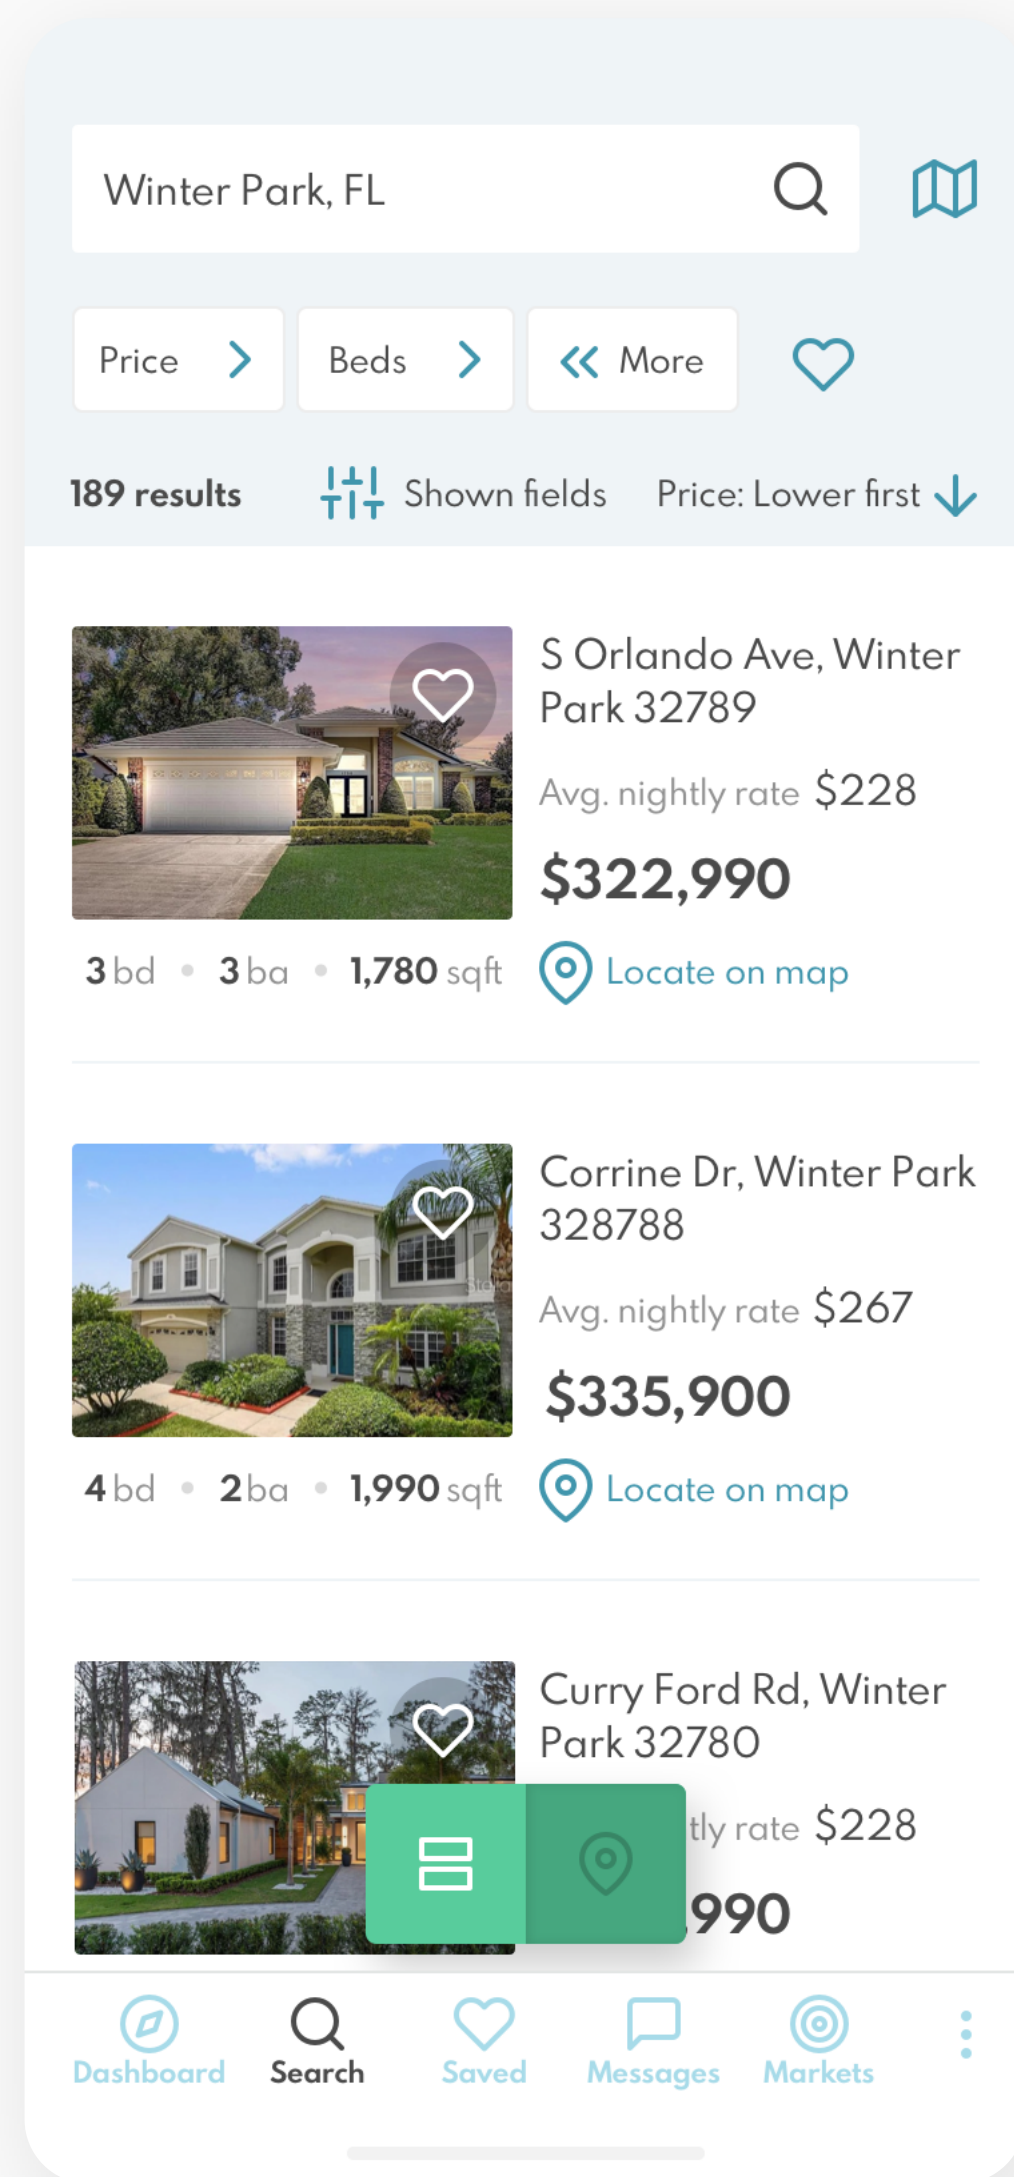 Winter Park, FL
Price
Beds
More
189 results
Shown fields
Price: Lower first
S Orlando Ave, Winter
Park 32789
Avg. nightly rate $228
$322,990
3 bd • 3 ba • 1,780 sqft
Locate on map
Corrine Dr, Winter Park
328788
Avg. nightly rate $267
$335,900
4 bd • 2 ba • 1,990 sqft
Locate on map
Curry Ford Rd, Winter
Park 32780
rate $228
990
Dashboard
Search
Saved
Messages
Markets